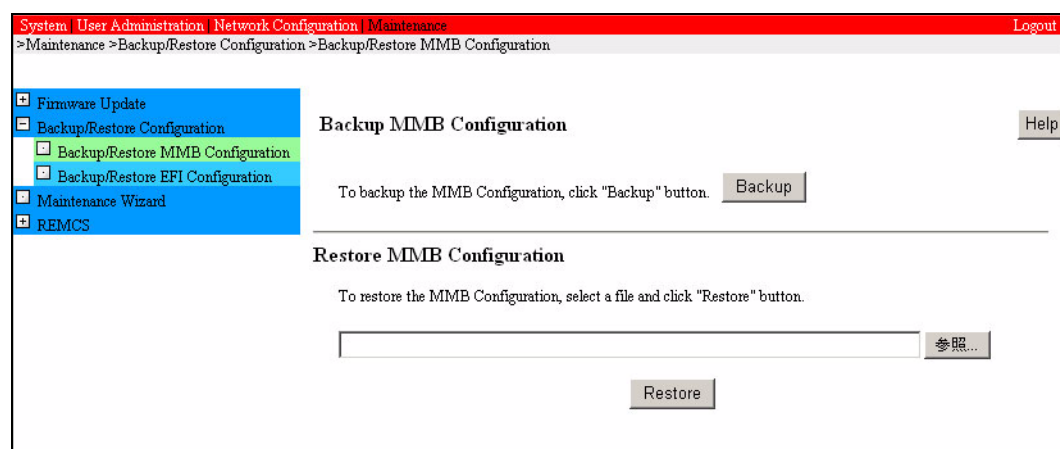 System | User Administration | Network Configuration | Maintenance Logout
>Maintenance >Backup/Restore Configuration >Backup/Restore MMB Configuration
Firmware Update
Backup/Restore Configuration
Backup/Restore MMB Configuration
Backup/Restore EFI Configuration
Maintenance Wizard
REMCS
Backup MMB Configuration
Help
To backup the MMB Configuration, click "Backup" button. Backup
Restore MMB Configuration
To restore the MMB Configuration, select a file and click "Restore" button.
参照...
Restore